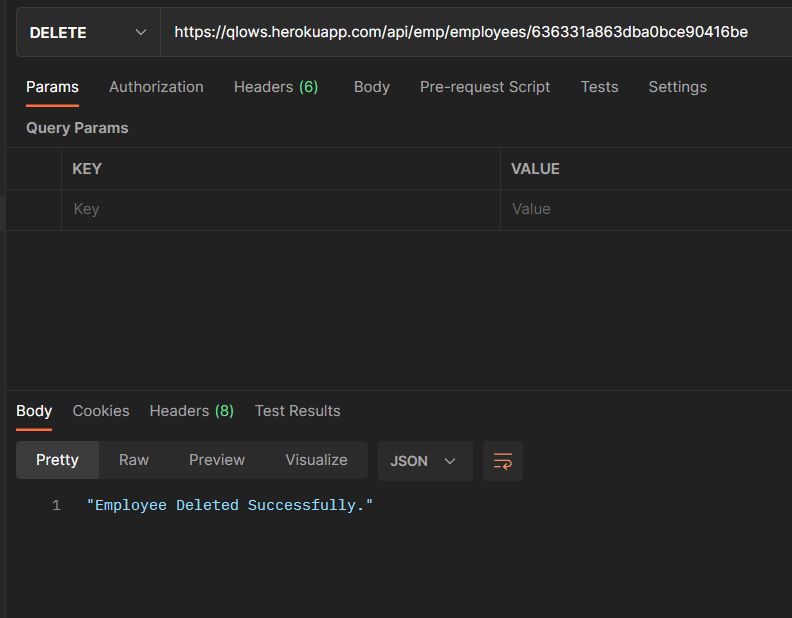 DELETE https://qlows.herokuapp.com/api/emp/employees/636331a863dba0bce90416be
Params Authorization Headers (6) Body Pre-request Script Tests Settings
Query Params
KEY VALUE
Key Value
Body Cookies Headers (8) Test Results
Pretty Raw Preview Visualize JSON
1 "Employee Deleted Successfully."